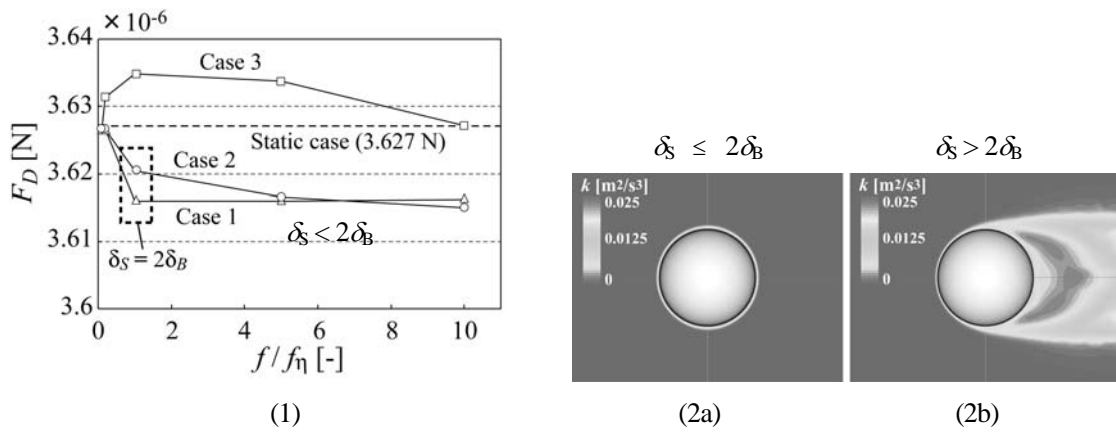 × 10⁻⁶
3.64
3.63
3.62
3.61
3.6
F_D [N]
Case 3
Static case (3.627 N)
Case 2
Case 1
δ_S < 2δ_B
δ_S = 2δ_B
0 2 4 6 8 10
f / f_η [-]
(1)
δ_S ≤ 2δ_B
k [m²/s³]
0.025
0.0125
0
(2a)
δ_S > 2δ_B
k [m²/s³]
0.025
0.0125
0
(2b)